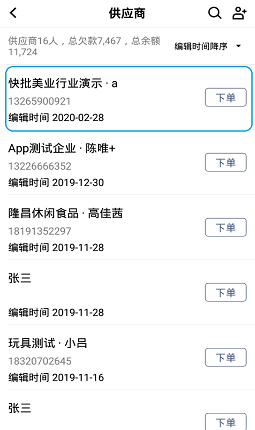 供应商
供应商16人，总欠款7,467，总余额
11,724
编辑时间降序
快批美业行业演示 · a
13265900921
下单
编辑时间 2020-02-28
App测试企业 · 陈唯+
13226666352
下单
编辑时间 2019-12-30
隆昌休闲食品 · 高佳茜
18191352297
下单
编辑时间 2019-11-28
张三
下单
编辑时间 2019-11-28
玩具测试 · 小吕
18320702645
下单
编辑时间 2019-11-16
张三
下单